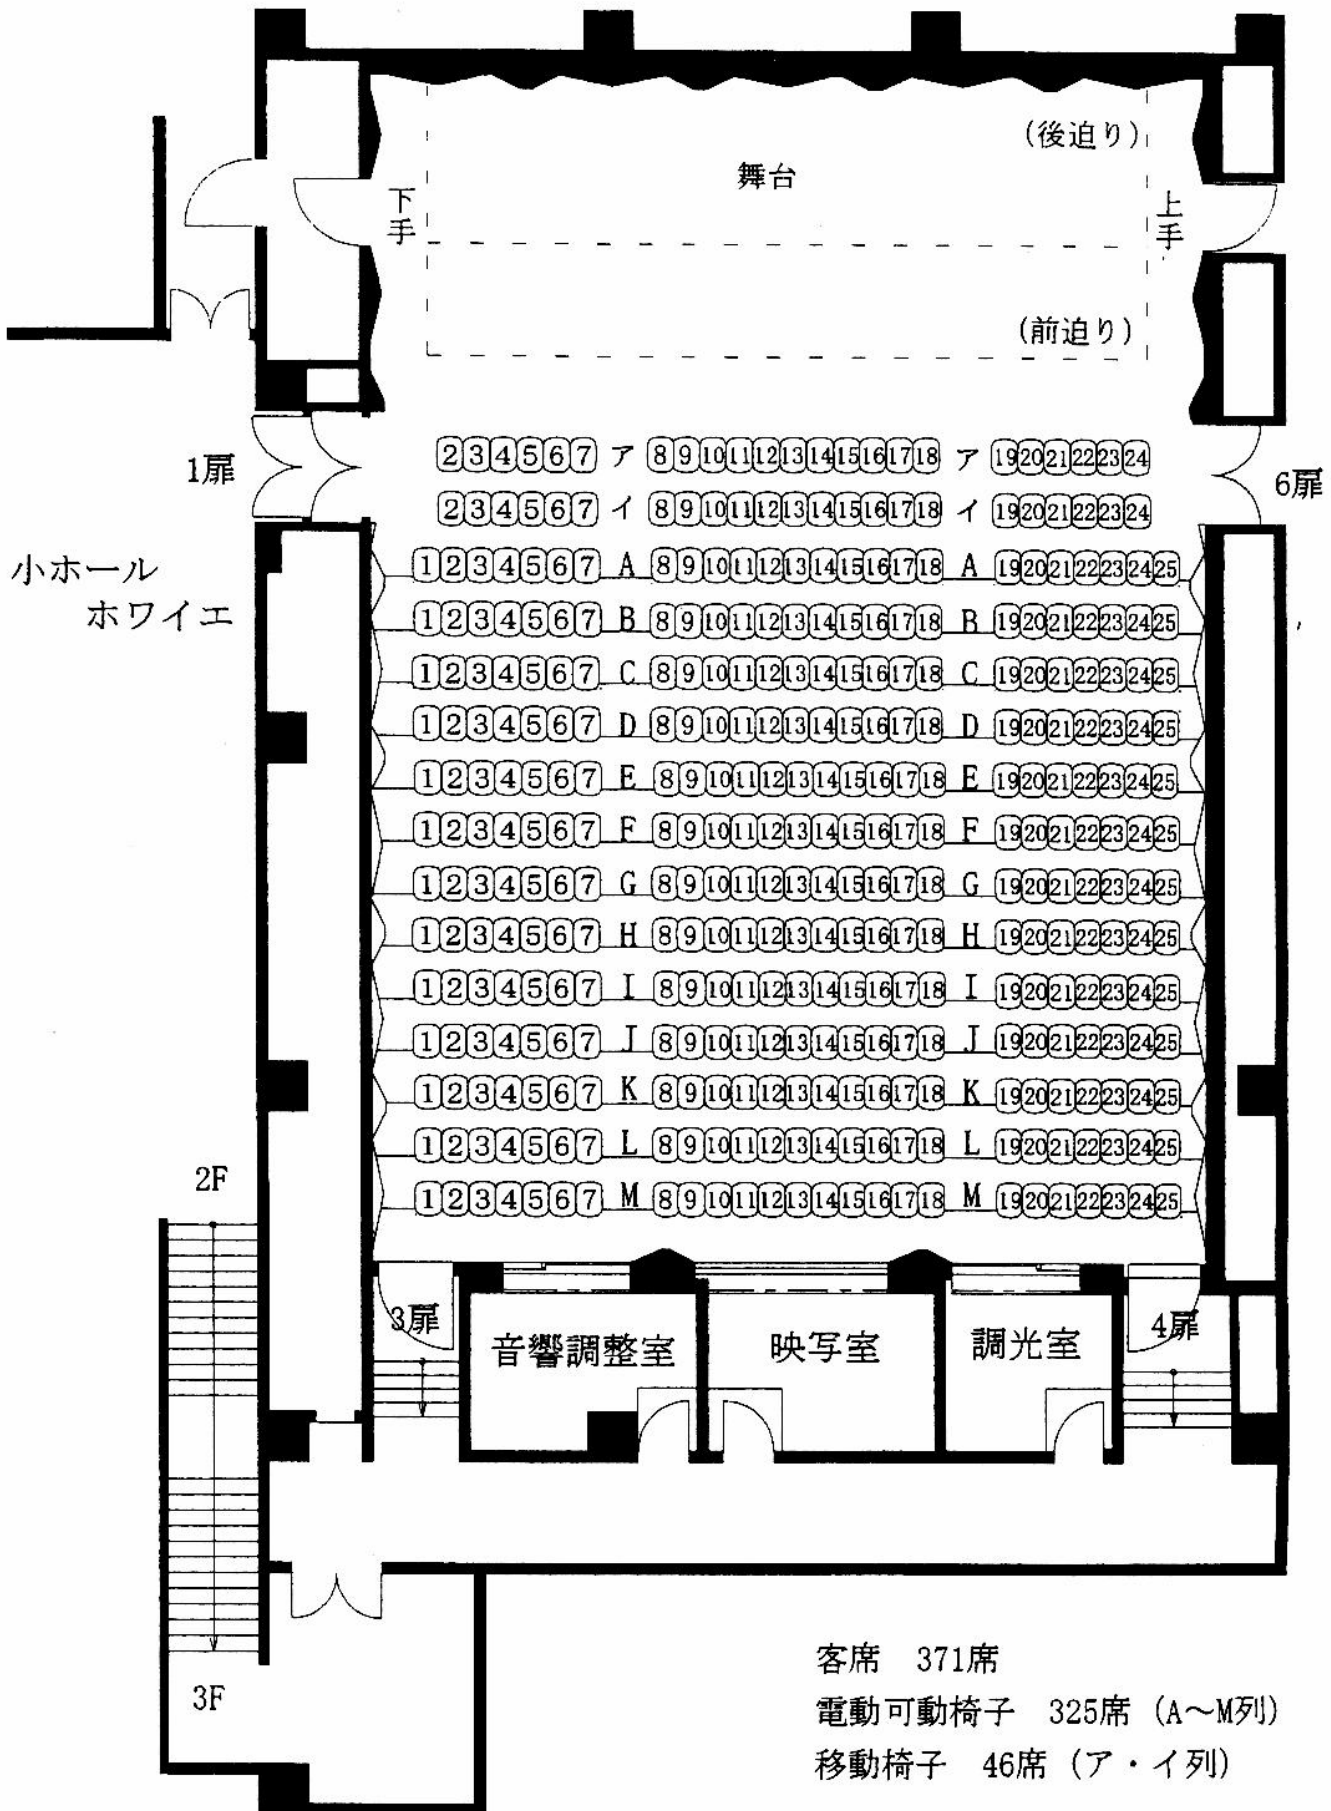 (後迫り)
舞台
下手
上手
(前迫り)
1扉
2 3 4 5 6 7 ア 8 9 10 11 12 13 14 15 16 17 18 ア 19 20 21 22 23 24
6扉
2 3 4 5 6 7 イ 8 9 10 11 12 13 14 15 16 17 18 イ 19 20 21 22 23 24
小ホール
ホワイエ
1 2 3 4 5 6 7 A 8 9 10 11 12 13 14 15 16 17 18 A 19 20 21 22 23 24 25
1 2 3 4 5 6 7 B 8 9 10 11 12 13 14 15 16 17 18 B 19 20 21 22 23 24 25
1 2 3 4 5 6 7 C 8 9 10 11 12 13 14 15 16 17 18 C 19 20 21 22 23 24 25
1 2 3 4 5 6 7 D 8 9 10 11 12 13 14 15 16 17 18 D 19 20 21 22 23 24 25
1 2 3 4 5 6 7 E 8 9 10 11 12 13 14 15 16 17 18 E 19 20 21 22 23 24 25
1 2 3 4 5 6 7 F 8 9 10 11 12 13 14 15 16 17 18 F 19 20 21 22 23 24 25
1 2 3 4 5 6 7 G 8 9 10 11 12 13 14 15 16 17 18 G 19 20 21 22 23 24 25
1 2 3 4 5 6 7 H 8 9 10 11 12 13 14 15 16 17 18 H 19 20 21 22 23 24 25
1 2 3 4 5 6 7 I 8 9 10 11 12 13 14 15 16 17 18 I 19 20 21 22 23 24 25
1 2 3 4 5 6 7 J 8 9 10 11 12 13 14 15 16 17 18 J 19 20 21 22 23 24 25
1 2 3 4 5 6 7 K 8 9 10 11 12 13 14 15 16 17 18 K 19 20 21 22 23 24 25
1 2 3 4 5 6 7 L 8 9 10 11 12 13 14 15 16 17 18 L 19 20 21 22 23 24 25
1 2 3 4 5 6 7 M 8 9 10 11 12 13 14 15 16 17 18 M 19 20 21 22 23 24 25
2F
3扉
4扉
音響調整室
映写室
調光室
3F
客席 371席
電動可動椅子 325席 (A～M列)
移動椅子 46席 (ア・イ列)